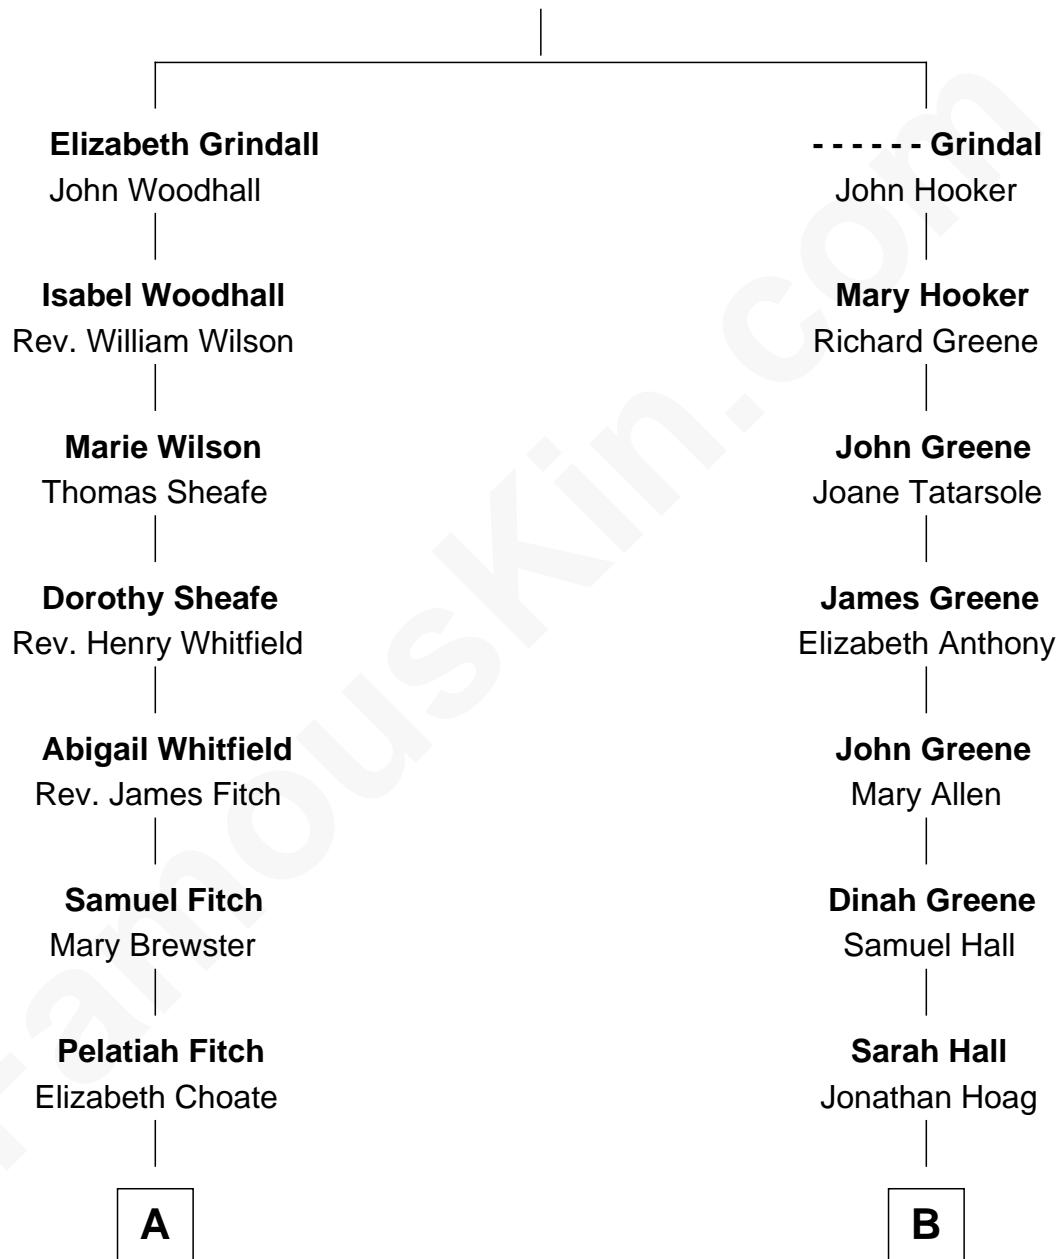 Elizabeth Grindall
John Woodhall
Isabel Woodhall
Rev. William Wilson
Marie Wilson
Thomas Sheafe
Dorothy Sheafe
Rev. Henry Whitfield
Abigail Whitfield
Rev. James Fitch
Samuel Fitch
Mary Brewster
Pelatiah Fitch
Elizabeth Choate
A
- - - - - - Grindal
John Hooker
Mary Hooker
Richard Greene
John Greene
Joane Tatarsole
James Greene
Elizabeth Anthony
John Greene
Mary Allen
Dinah Greene
Samuel Hall
Sarah Hall
Jonathan Hoag
B
FamousKin.com